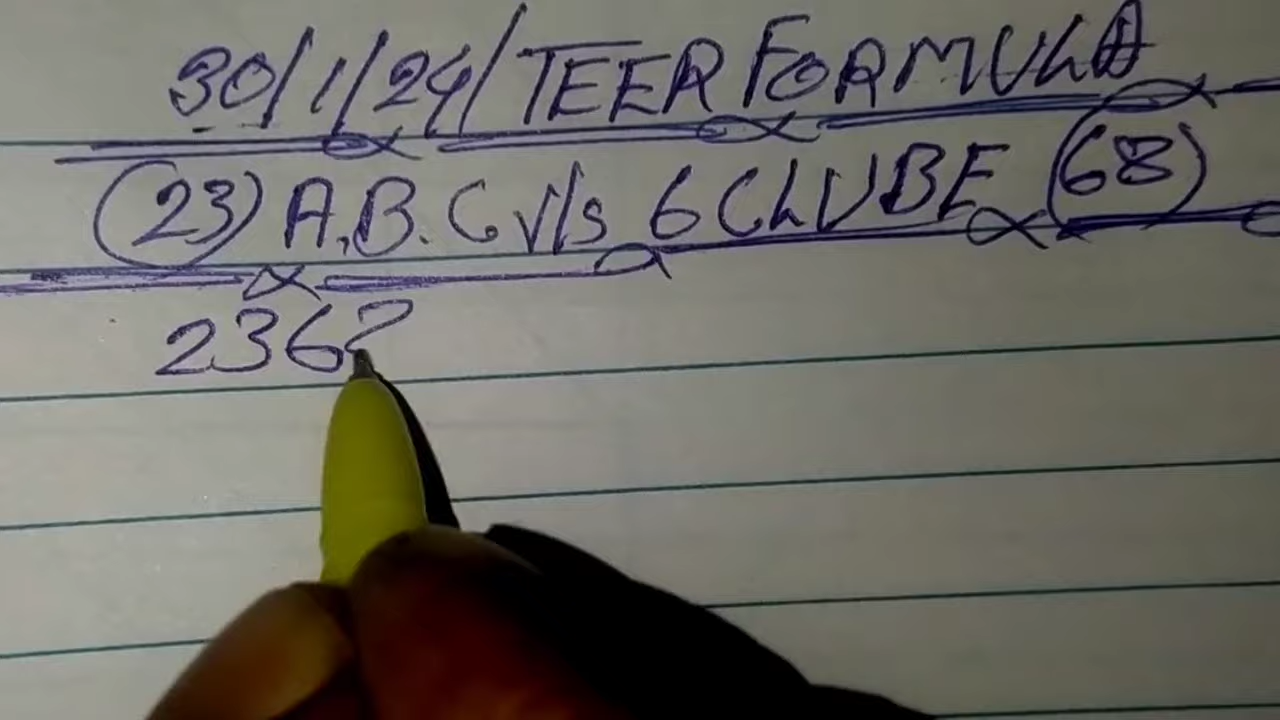 30/1/24/TEER FORMULA
(23) A.B.C v/s 6 CLUBE (68)
2362